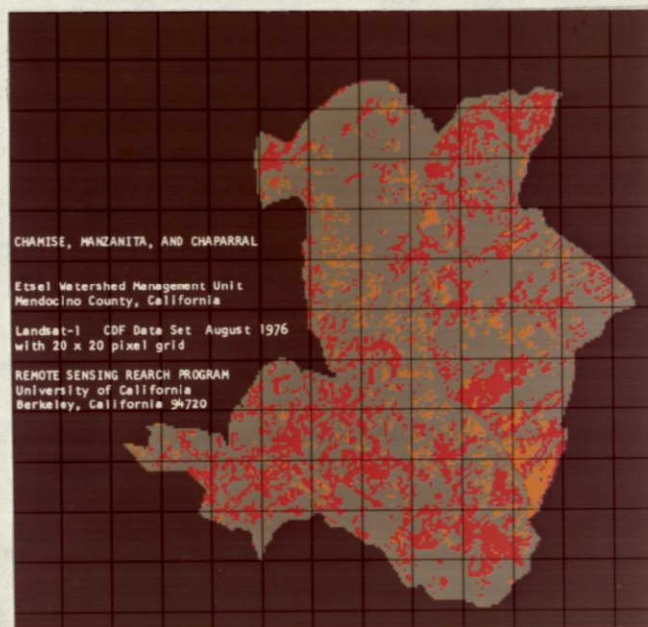 CHAMISE, MANZANITA, AND CHAPARRAL
Etsel Watershed Management Unit
Mendocino County, California
Landsat-1 CDF Data Set August 1976
with 20 x 20 pixel grid
REMOTE SENSING REARCH PROGRAM
University of California
Berkeley, California 94720